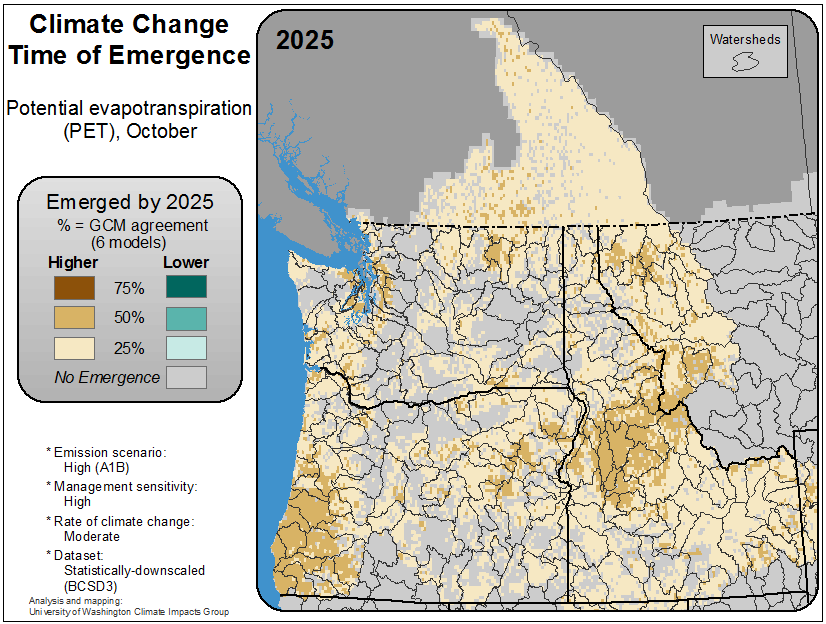 Climate Change
Time of Emergence
Potential evapotranspiration
(PET), October
Emerged by 2025
% = GCM agreement
(6 models)
Higher Lower
75%
50%
25%
No Emergence
* Emission scenario:
High (A1B)
* Management sensitivity:
High
* Rate of climate change:
Moderate
* Dataset:
Statistically-downscaled
(BCSD3)
Analysis and mapping:
University of Washington Climate Impacts Group
2025
Watersheds